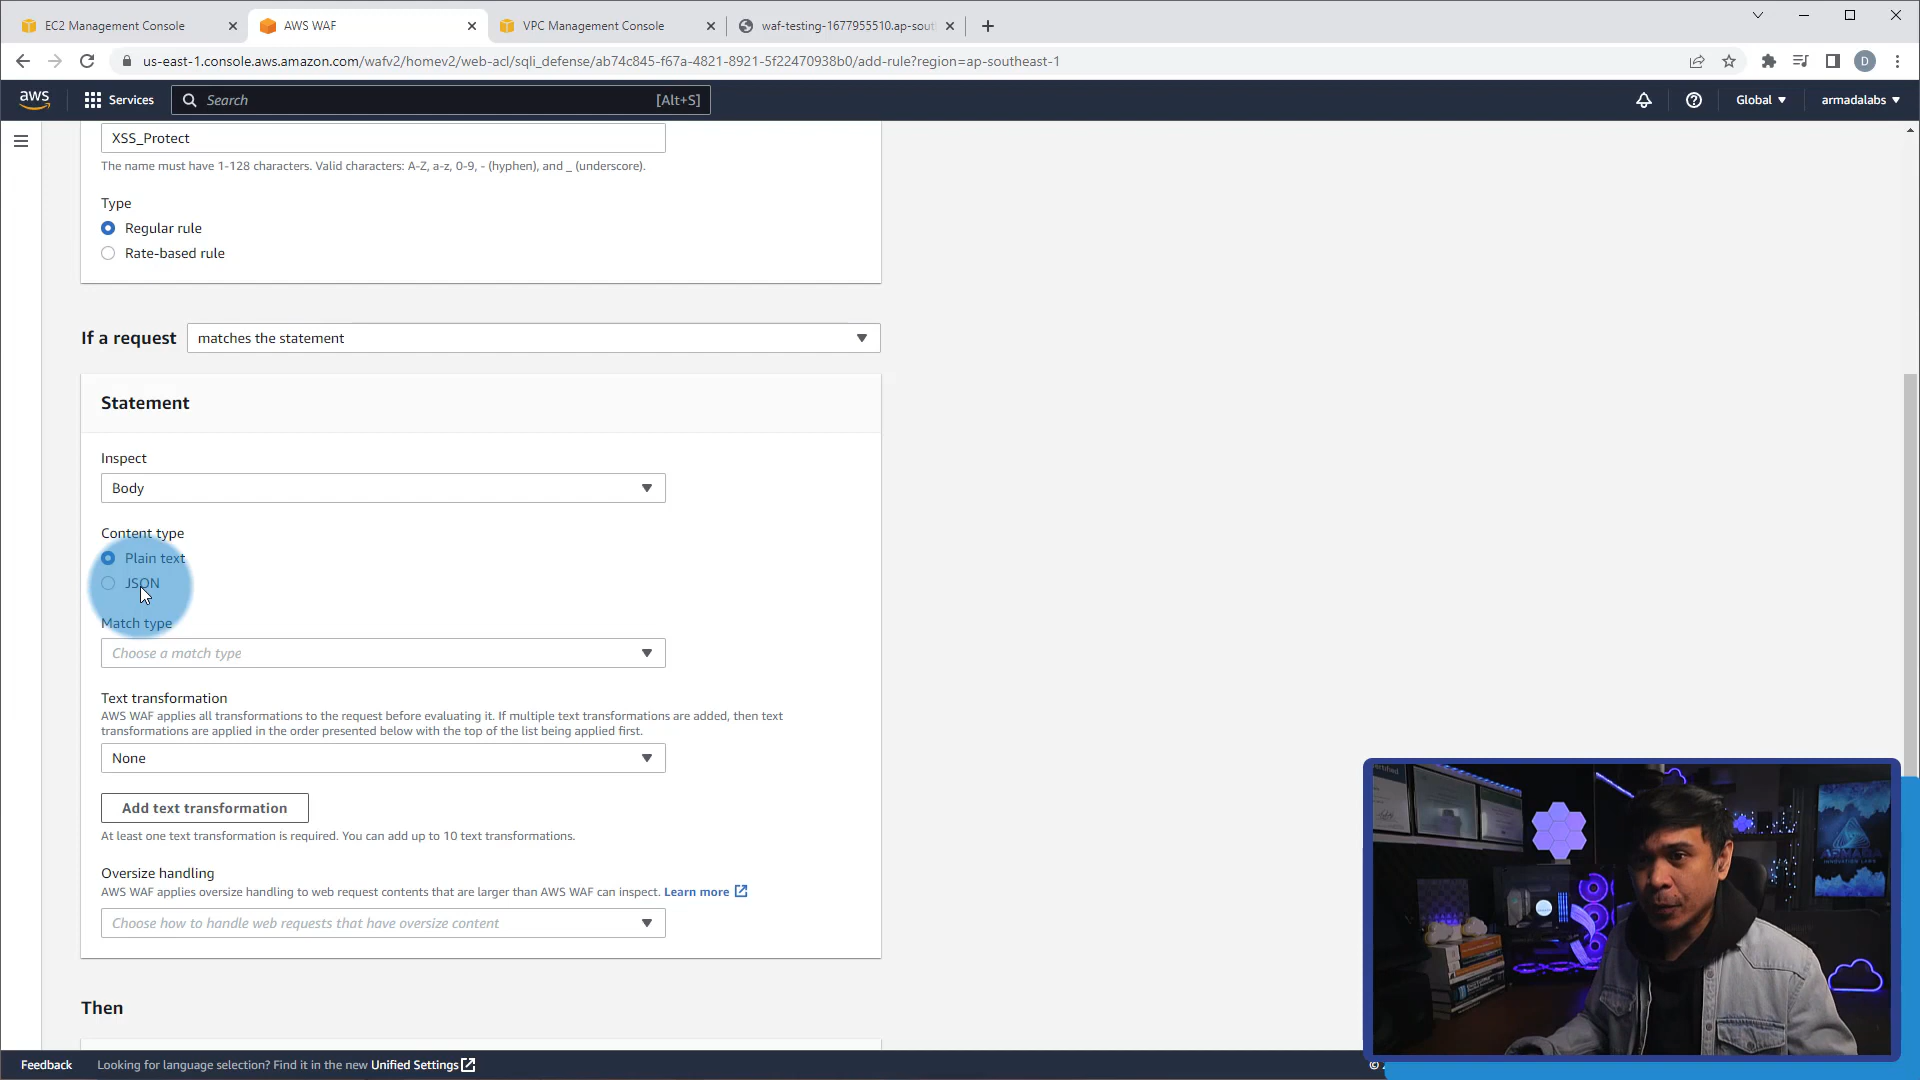 EC2 Management Console
AWS WAF
VPC Management Console
waf-testing-1677955510.ap-sout
us-east-1.console.aws.amazon.com/wafv2/homev2/web-acl/sqli_defense/ab74c845-f67a-4821-8921-5f22470938b0/add-rule?region=ap-southeast-1
D
aws
Services
Search
[Alt+S]
Global
armadalabs
XSS_Protect
The name must have 1-128 characters. Valid characters: A-Z, a-z, 0-9, - (hyphen), and _ (underscore).
Type
Regular rule
Rate-based rule
If a request
matches the statement
Statement
Inspect
Body
Content type
Plain text
JSON
Match type
Choose a match type
Text transformation
AWS WAF applies all transformations to the request before evaluating it. If multiple text transformations are added, then text
transformations are applied in the order presented below with the top of the list being applied first.
None
Add text transformation
At least one text transformation is required. You can add up to 10 text transformations.
Oversize handling
AWS WAF applies oversize handling to web request contents that are larger than AWS WAF can inspect. Learn more
Choose how to handle web requests that have oversize content
Then
Feedback
Looking for language selection? Find it in the new Unified Settings
©
ARMADA